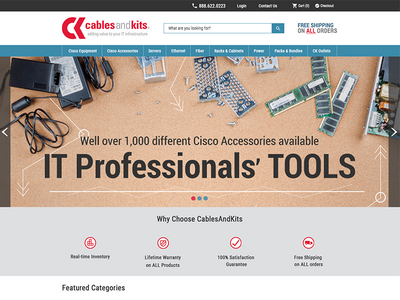 888.622.0223 Login Contact Us Cart (0) Checkout
CK cablesandkits
adding value to your IT infrastructure
What are you looking for?
FREE SHIPPING
ON ALL ORDERS
Cisco Equipment Cisco Accessories Servers Ethernet Fiber Racks & Cabinets Power Packs & Bundles CK Outlets
Well over 1,000 different Cisco Accessories available
IT Professionals' TOOLS
Why Choose CablesAndKits
Real-time Inventory
Lifetime Warranty
on ALL Products
100% Satisfaction
Guarantee
Free Shipping
on ALL orders
Featured Categories